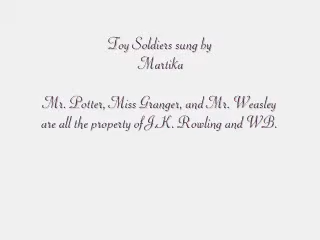 Toy Soldiers sung by
Martika
Mr. Potter, Miss Granger, and Mr. Weasley
are all the property of J.K. Rowling and WB.